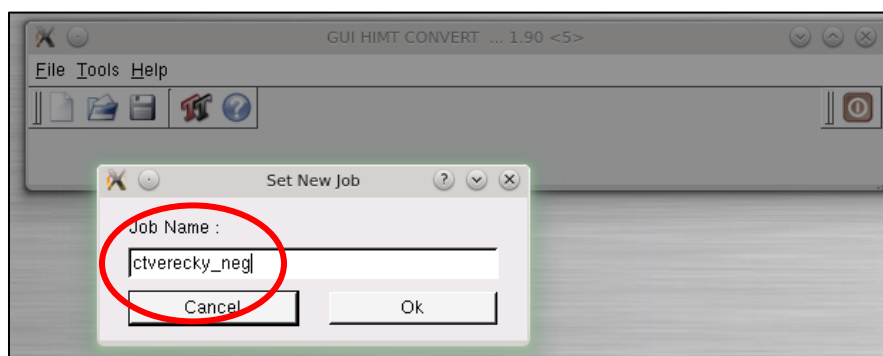 GUI HIMT CONVERT ... 1.90 <5>
File Tools Help
Set New Job
Job Name :
ctverecky_neg
Cancel Ok